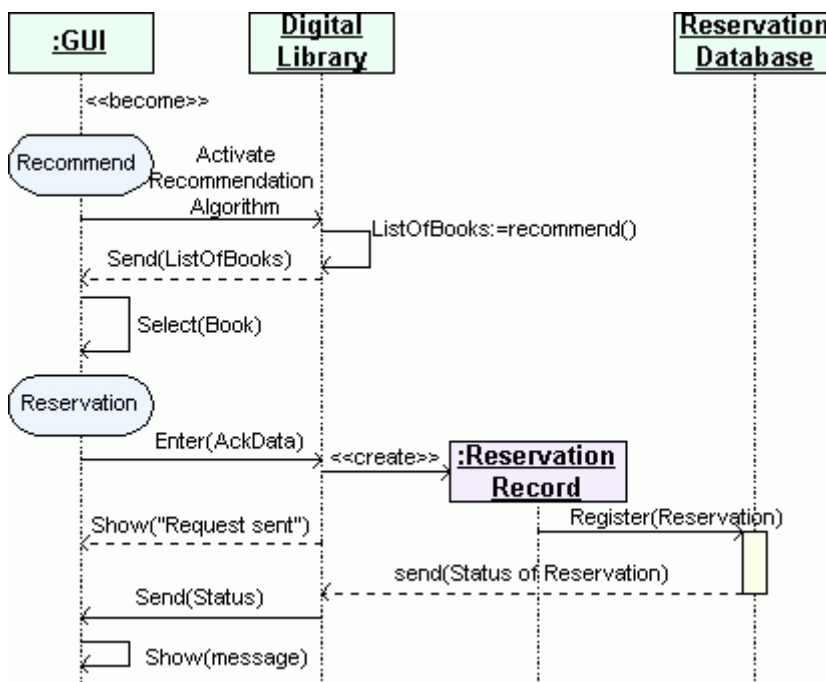 :GUI
Digital
Library
Reservation
Database
<<become>>
Recommend
Activate
Recommendation
Algorithm
ListOfBooks:=recommend()
Send(ListOfBooks)
Select(Book)
Reservation
Enter(AckData)
<<create>>
:Reservation
Record
Register(Reservation)
Show("Request sent")
send(Status of Reservation)
Send(Status)
Show(message)